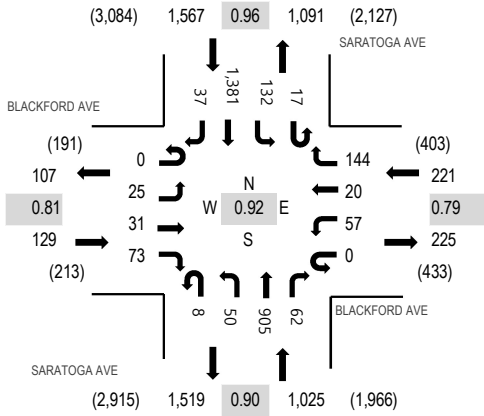 (3,084) 1,567 0.96 1,091 (2,127)
SARATOGA AVE
37 1,381 132 17
BLACKFORD AVE
(191) 0 144 (403)
107 25 N 20 221
0.81 31 W 0.92 E 57 0.79
129 73 S 0 225
(213) (433)
8 50 905 62
BLACKFORD AVE
SARATOGA AVE
(2,915) 1,519 0.90 1,025 (1,966)